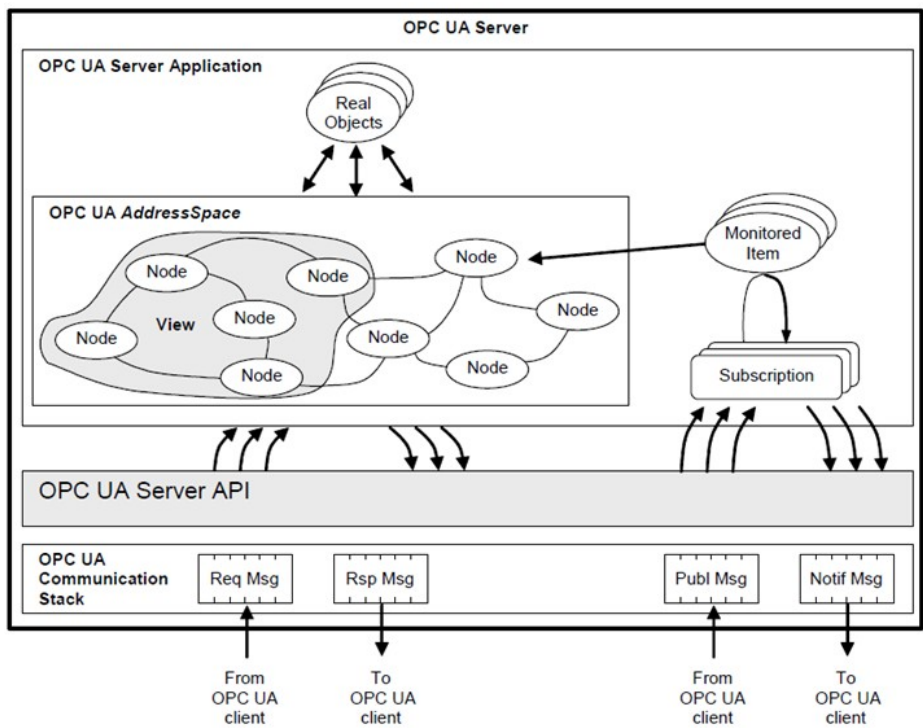 OPC UA Server
OPC UA Server Application
Real
Objects
OPC UA AddressSpace
Monitored
Item
Node
Node
Node
Node
Node
View
Node
Node
Node
Node
Node
Subscription
OPC UA Server API
OPC UA
Communication
Stack
Req Msg
Rsp Msg
Publ Msg
Notif Msg
From
OPC UA
client
To
OPC UA
client
From
OPC UA
client
To
OPC UA
client